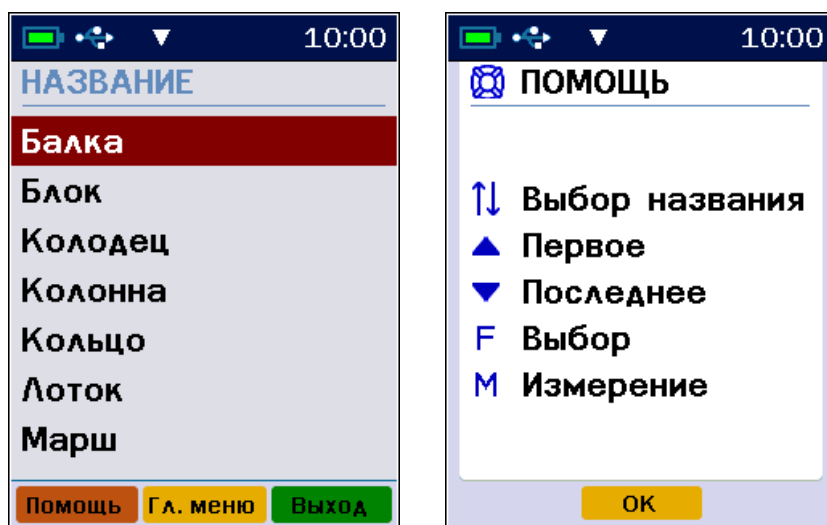 10:00
НАЗВАНИЕ
Балка
Блок
Колодец
Колонна
Кольцо
Лоток
Марш
Помощь Гл. меню Выход
10:00
ПОМОЩЬ
Выбор названия
Первое
Последнее
F Выбор
M Измерение
ОК